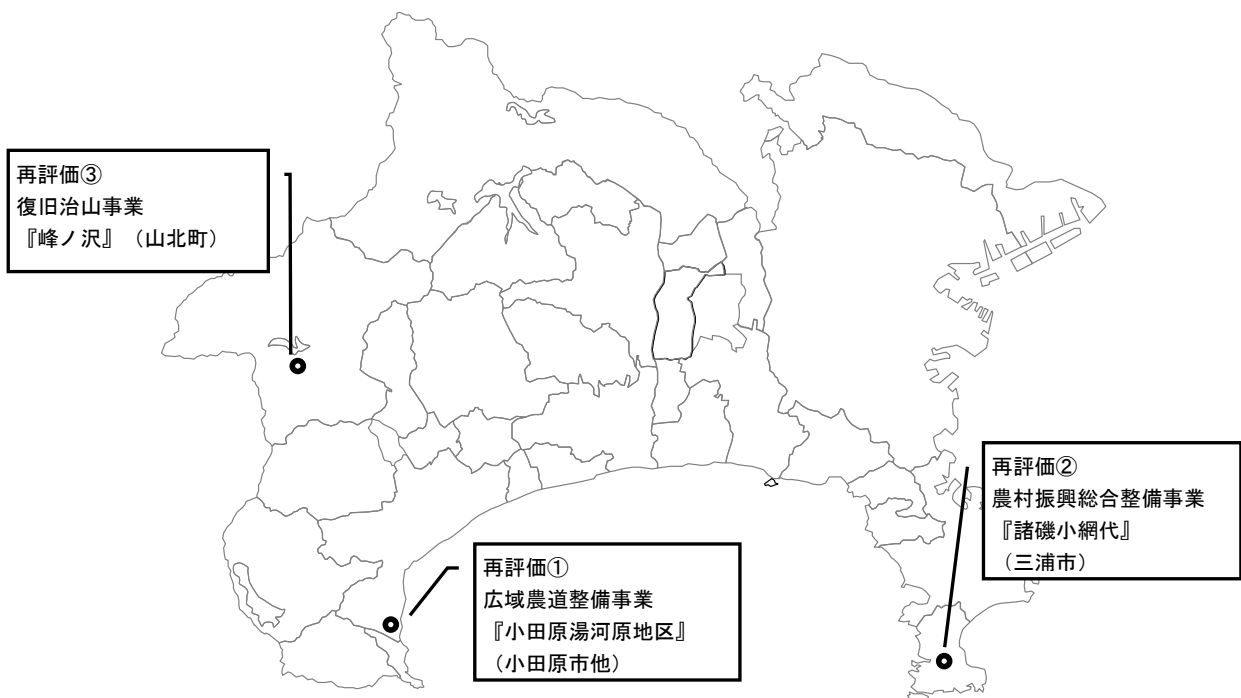 再評価③
復旧治山事業
『峰ノ沢』（山北町）
再評価①
広域農道整備事業
『小田原湯河原地区』
（小田原市他）
再評価②
農村振興総合整備事業
『諸磯小網代』
（三浦市）